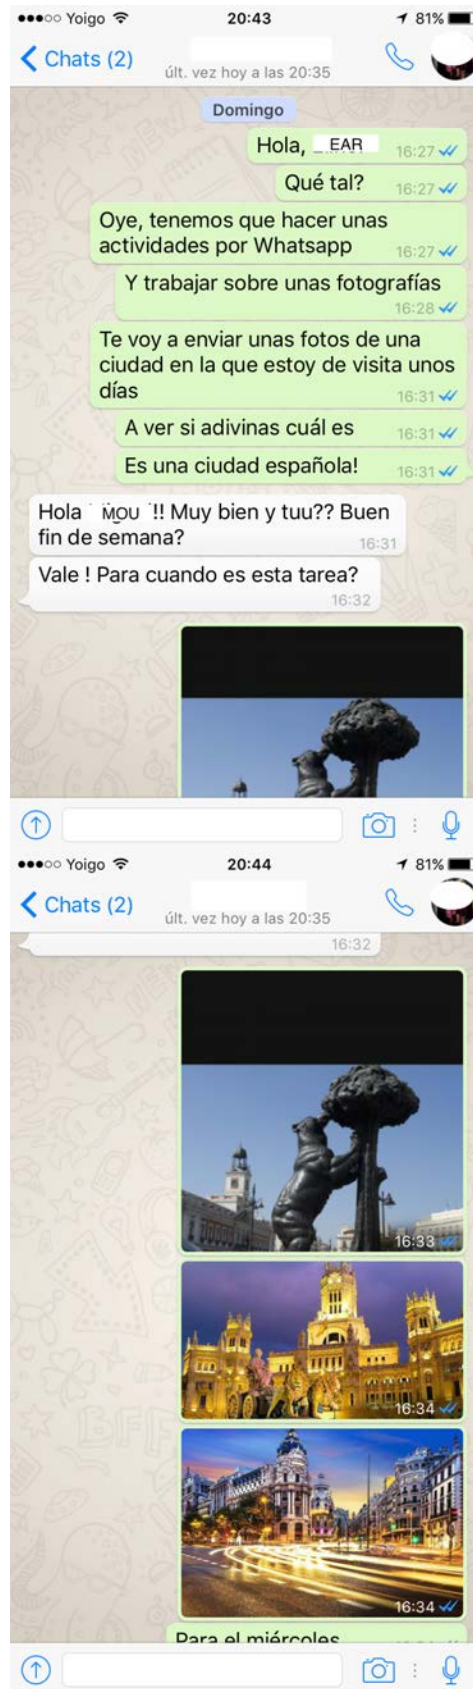 Yoigo 20:43 81%
Chats (2)
últ. vez hoy a las 20:35
Domingo
Hola, EAR 16:27
Qué tal? 16:27
Oye, tenemos que hacer unas
actividades por Whatsapp 16:27
Y trabajar sobre unas fotografías
16:28
Te voy a enviar unas fotos de una
ciudad en la que estoy de visita unos
días 16:31
A ver si adivinas cuál es 16:31
Es una ciudad española! 16:31
Hola MOU !! Muy bien y tuu?? Buen
fin de semana? 16:31
Vale ! Para cuando es esta tarea?
16:32
Yoigo 20:44 81%
Chats (2)
últ. vez hoy a las 20:35
16:32
16:33
16:34
16:34
Para el miércoles